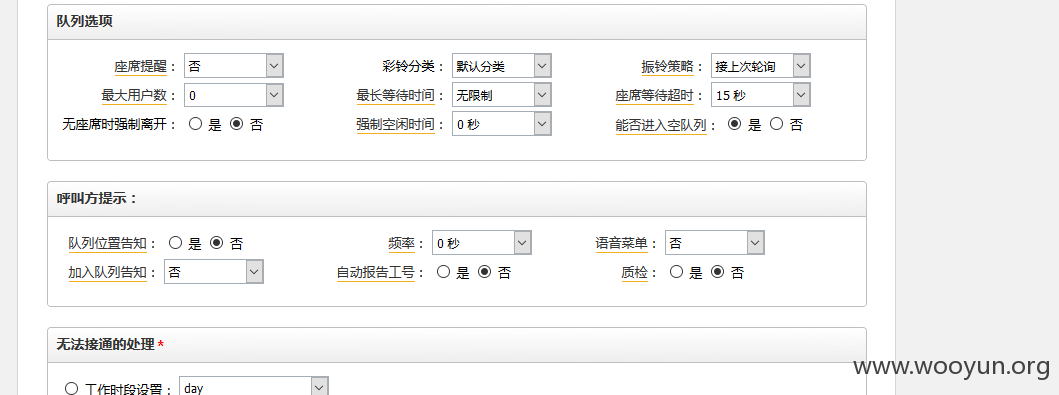 队列选项
座席提醒： 否 彩铃分类： 默认分类 振铃策略： 接上次轮询
最大用户数： 0 最长等待时间： 无限制 座席等待超时： 15 秒
无座席时强制离开： 是 否 强制空闲时间： 0 秒 能否进入空队列： 是 否
呼叫方提示：
队列位置告知： 是 否 频率： 0 秒 语音菜单： 否
加入队列告知： 否 自动报告工号： 是 否 质检： 是 否
无法接通的处理 *
工作时段设置： day
www.wooyun.org